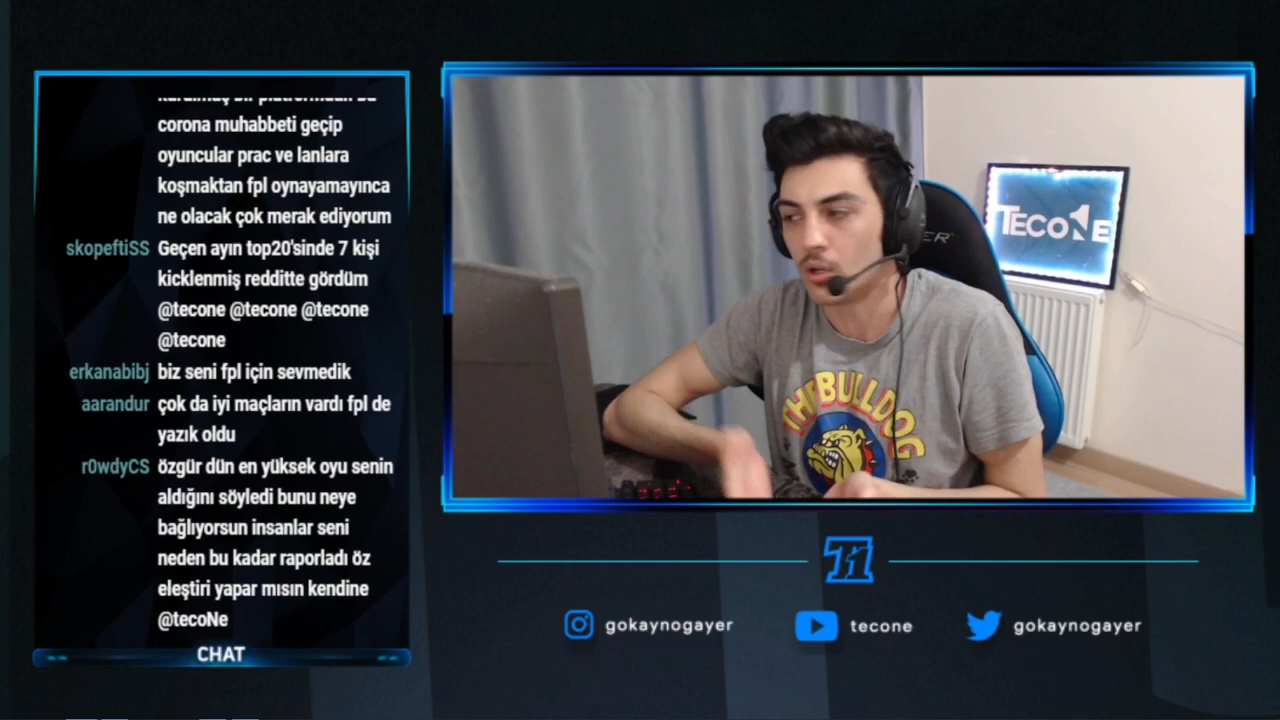 corona muhabbeti geçip
oyuncular prac ve lanlara
koşmaktan fpl oynayamayınca
ne olacak çok merak ediyorum
skopeftiSS Geçen ayın top20'sinde 7 kişi
kicklenmiş redditte gördüm
@tecone @tecone @tecone
@tecone
erkanabibj biz seni fpl için sevmedik
aarandur çok da iyi maçların vardı fpl de
yazık oldu
r0wdyCS özgür dün en yüksek oyu senin
aldığını söyledi bunu neye
bağlıyorsun insanlar seni
neden bu kadar raporladı öz
eleştiri yapar mısın kendine
@tecoNe
CHAT
TECONE
THE BULLDOG
gokaynogayer
tecone
gokaynogayer